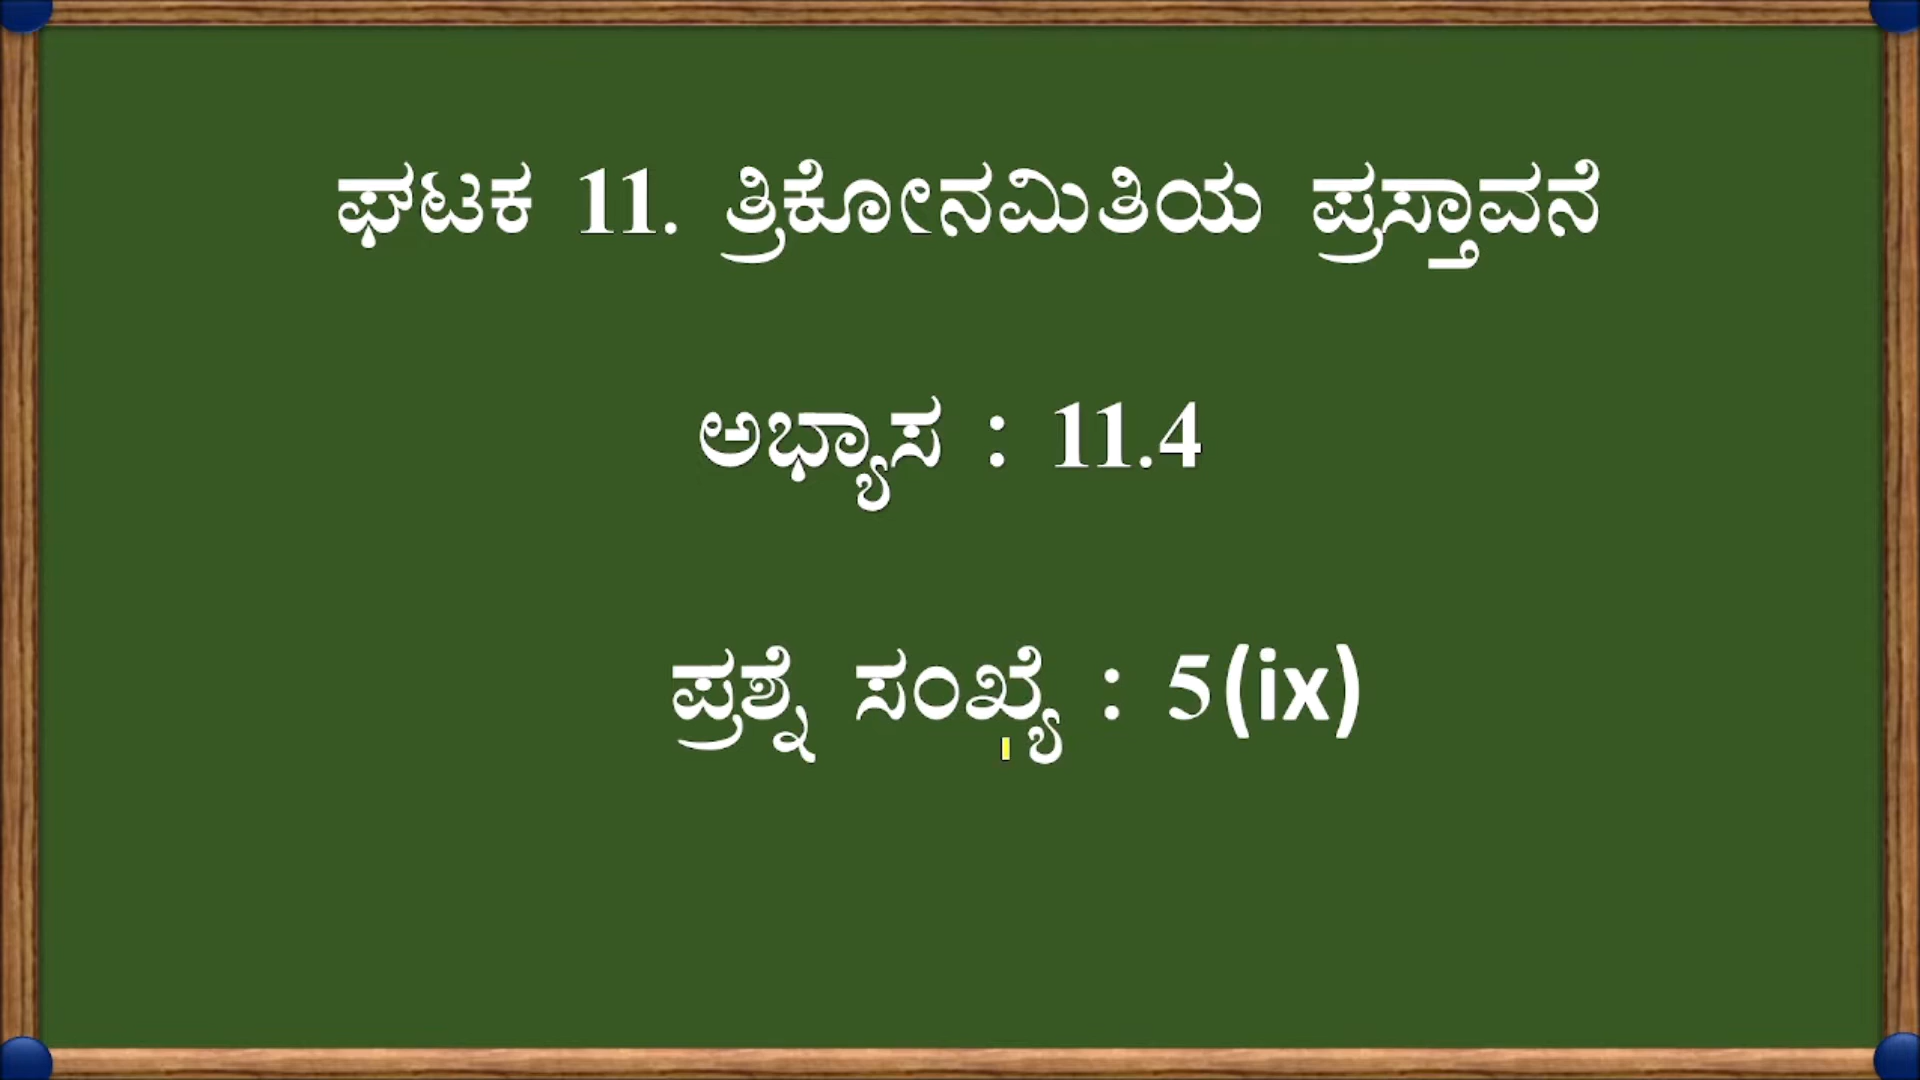 ಘಟಕ 11. ತ್ರಿಕೋನಮಿತಿಯ ಪ್ರಸ್ತಾವನೆ
ಅಭ್ಯಾಸ : 11.4
ಪ್ರಶ್ನೆ ಸಂಖ್ಯೆ : 5(ix)